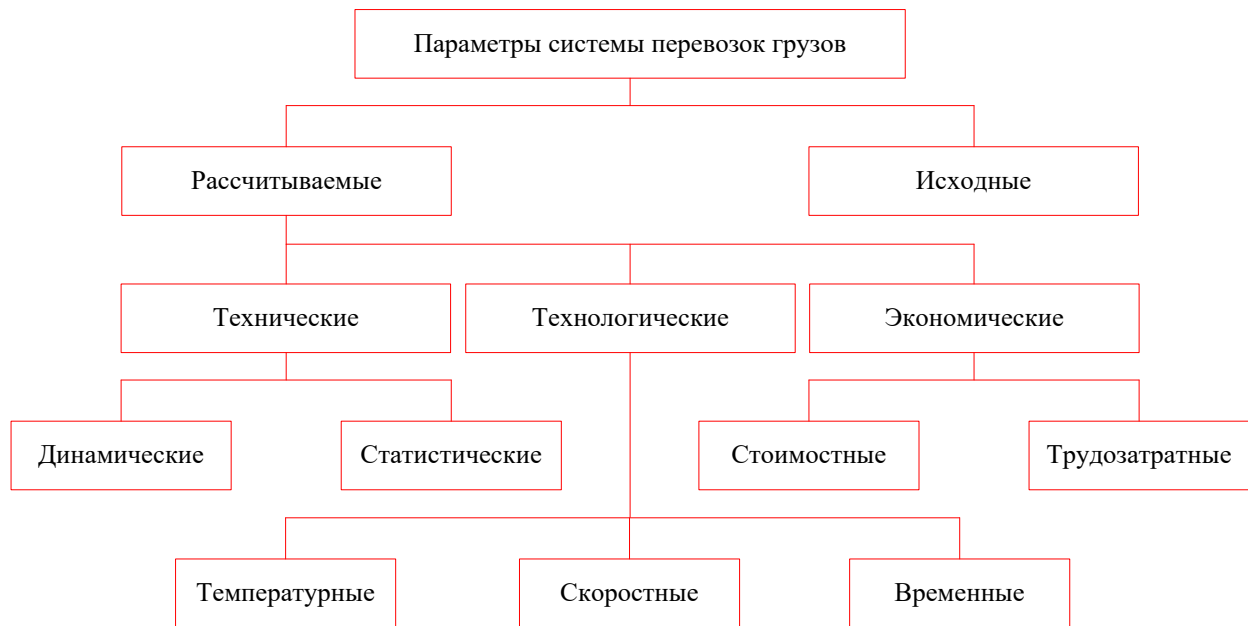 Параметры системы перевозок грузов
Рассчитываемые
Исходные
Технические
Технологические
Экономические
Динамические
Статистические
Стоимостные
Трудозатратные
Температурные
Скоростные
Временные